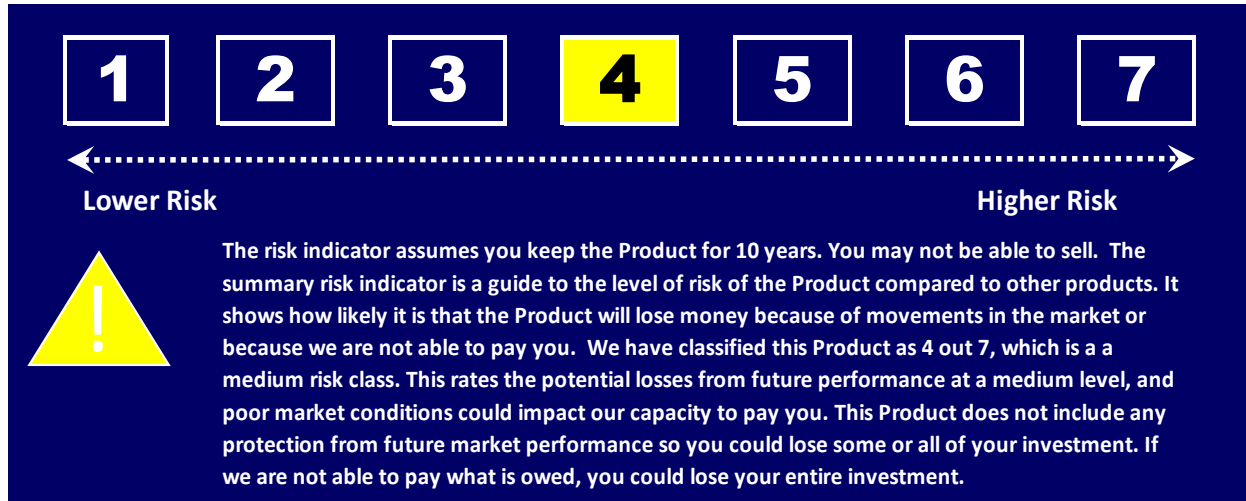 1 2 3 4 5 6 7
Lower Risk Higher Risk
!
The risk indicator assumes you keep the Product for 10 years. You may not be able to sell.  The
summary risk indicator is a guide to the level of risk of the Product compared to other products. It
shows how likely it is that the Product will lose money because of movements in the market or
because we are not able to pay you.  We have classified this Product as 4 out 7, which is a a
medium risk class. This rates the potential losses from future performance at a medium level, and
poor market conditions could impact our capacity to pay you. This Product does not include any
protection from future market performance so you could lose some or all of your investment. If
we are not able to pay what is owed, you could lose your entire investment.